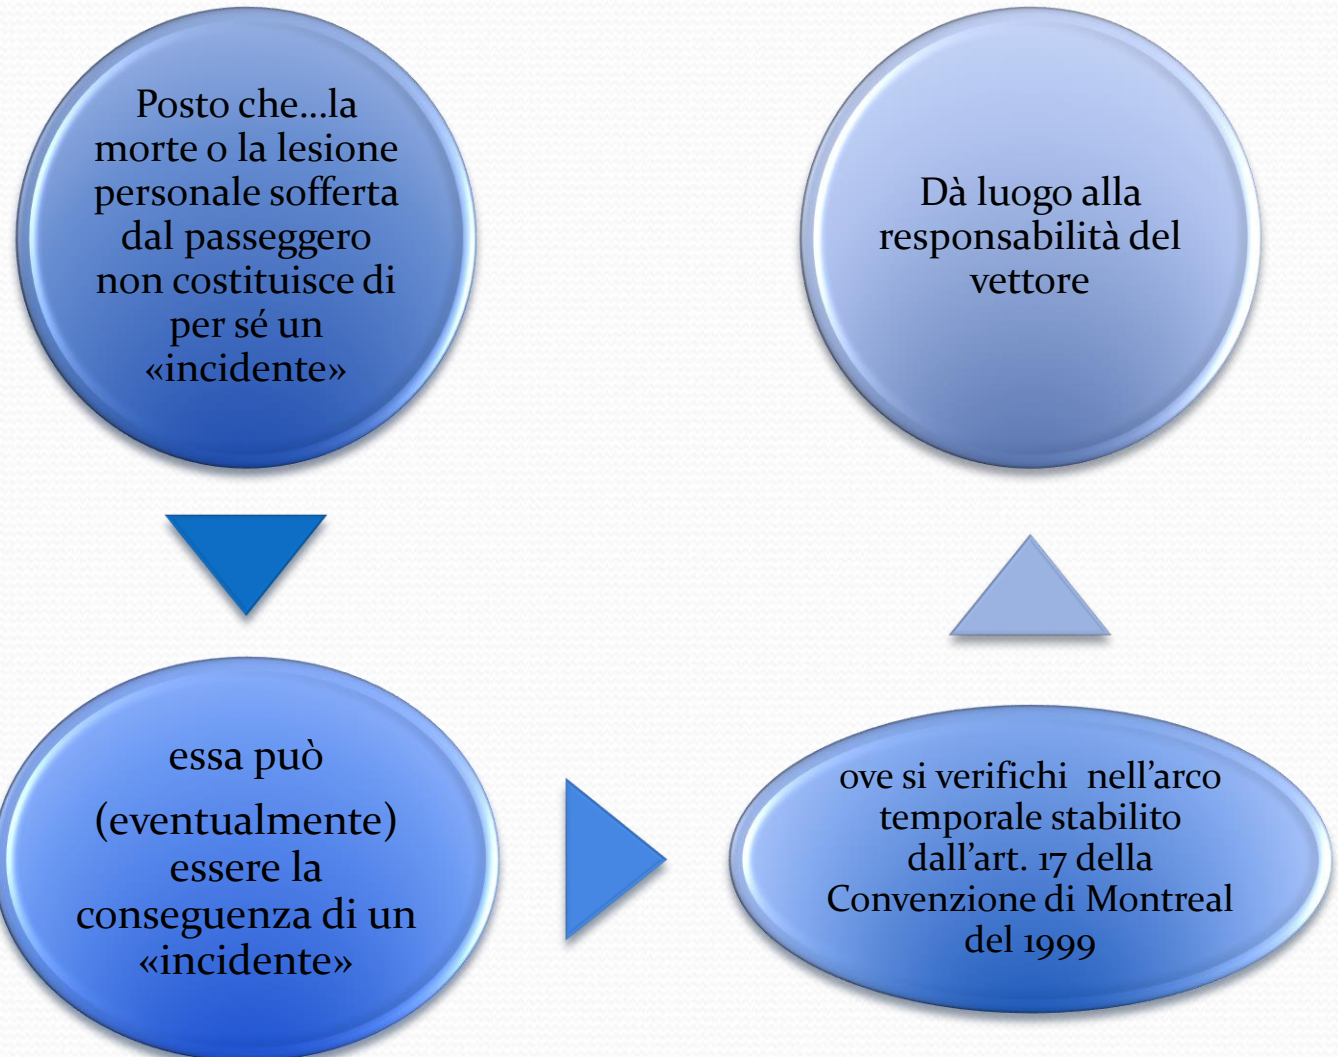 Posto che...la
morte o la lesione
personale sofferta
dal passeggero
non costituisce di
per sé un
«incidente»
essa può
(eventualmente)
essere la
conseguenza di un
«incidente»
ove si verifichi  nell’arco
temporale stabilito
dall’art. 17 della
Convenzione di Montreal
del 1999
Dà luogo alla
responsabilità del
vettore